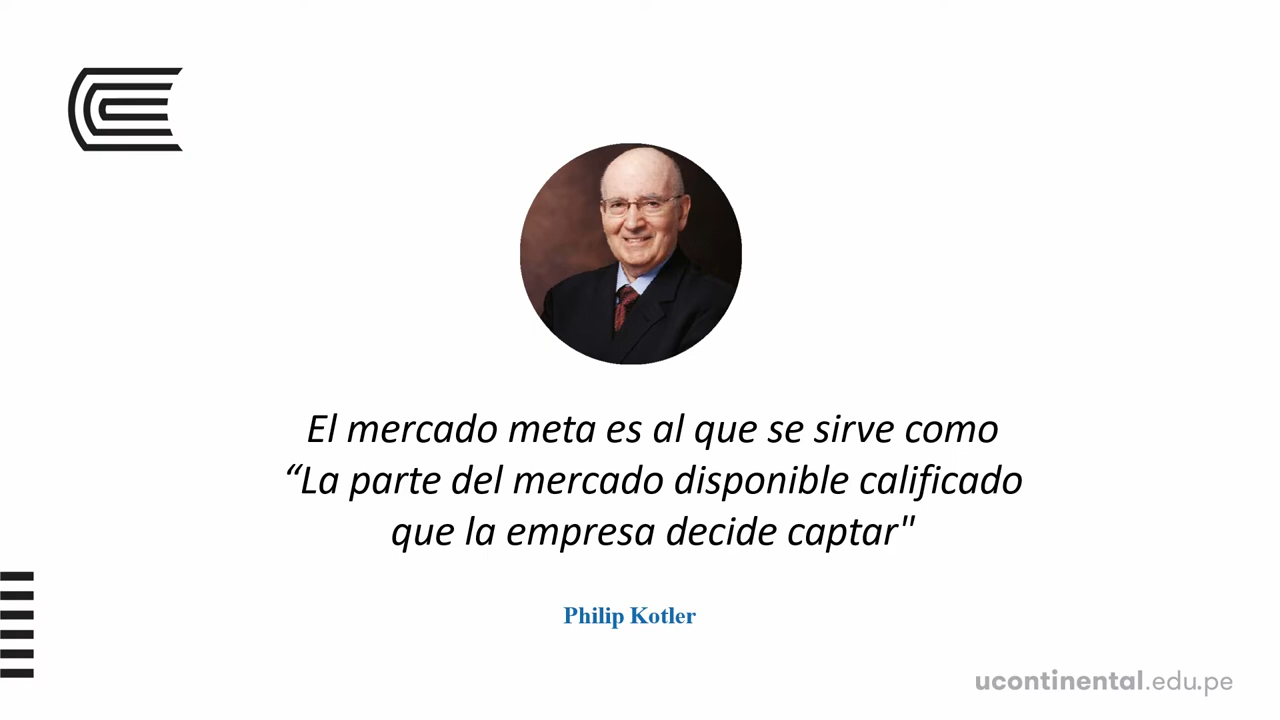 El mercado meta es al que se sirve como
“La parte del mercado disponible calificado
que la empresa decide captar"
Philip Kotler
ucontinental.edu.pe